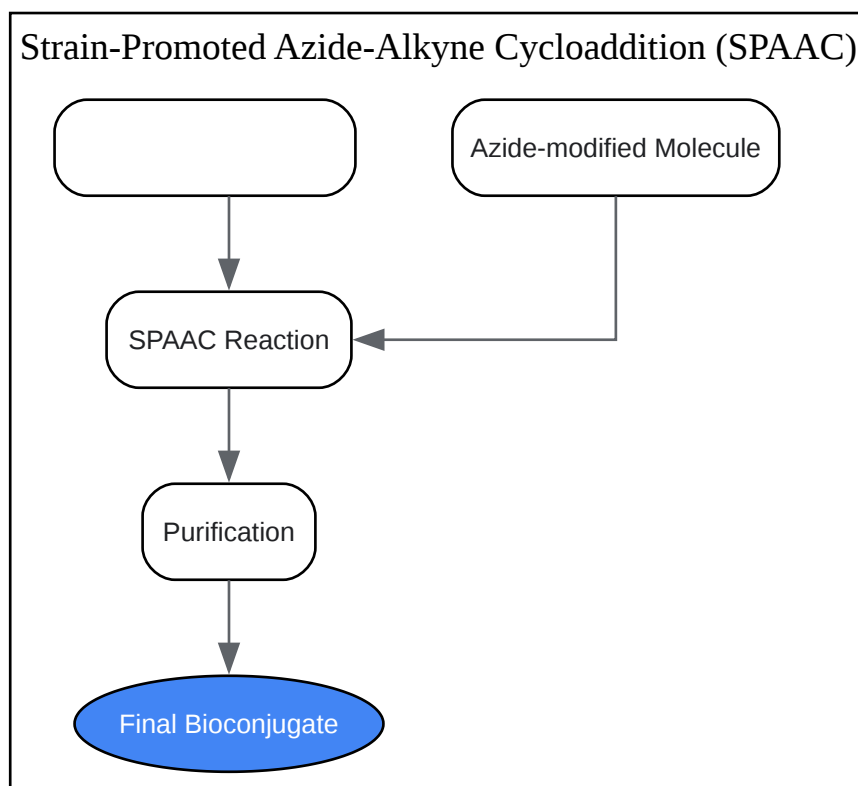 Strain-Promoted Azide-Alkyne Cycloaddition (SPAAC)
Azide-modified Molecule
SPAAC Reaction
Purification
Final Bioconjugate